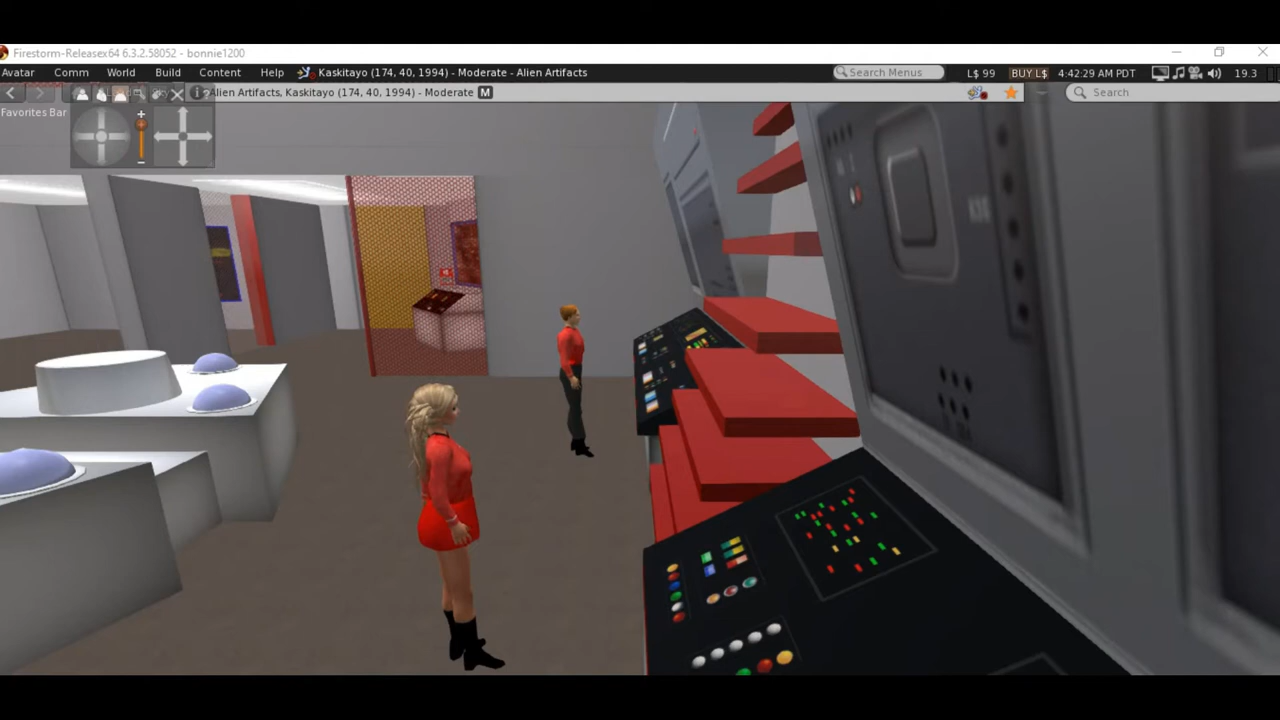 Firestorm-Releasex64 6.3.2.58052 - bonnie1200
Avatar Comm World Build Content Help Kaskitayo (174, 40, 1994) - Moderate - Alien Artifacts Search Menus L$ 99 BUY L$ 4:42:29 AM PDT 19.3
Alien Artifacts, Kaskitayo (174, 40, 1994) - Moderate M Search
Favorites Bar